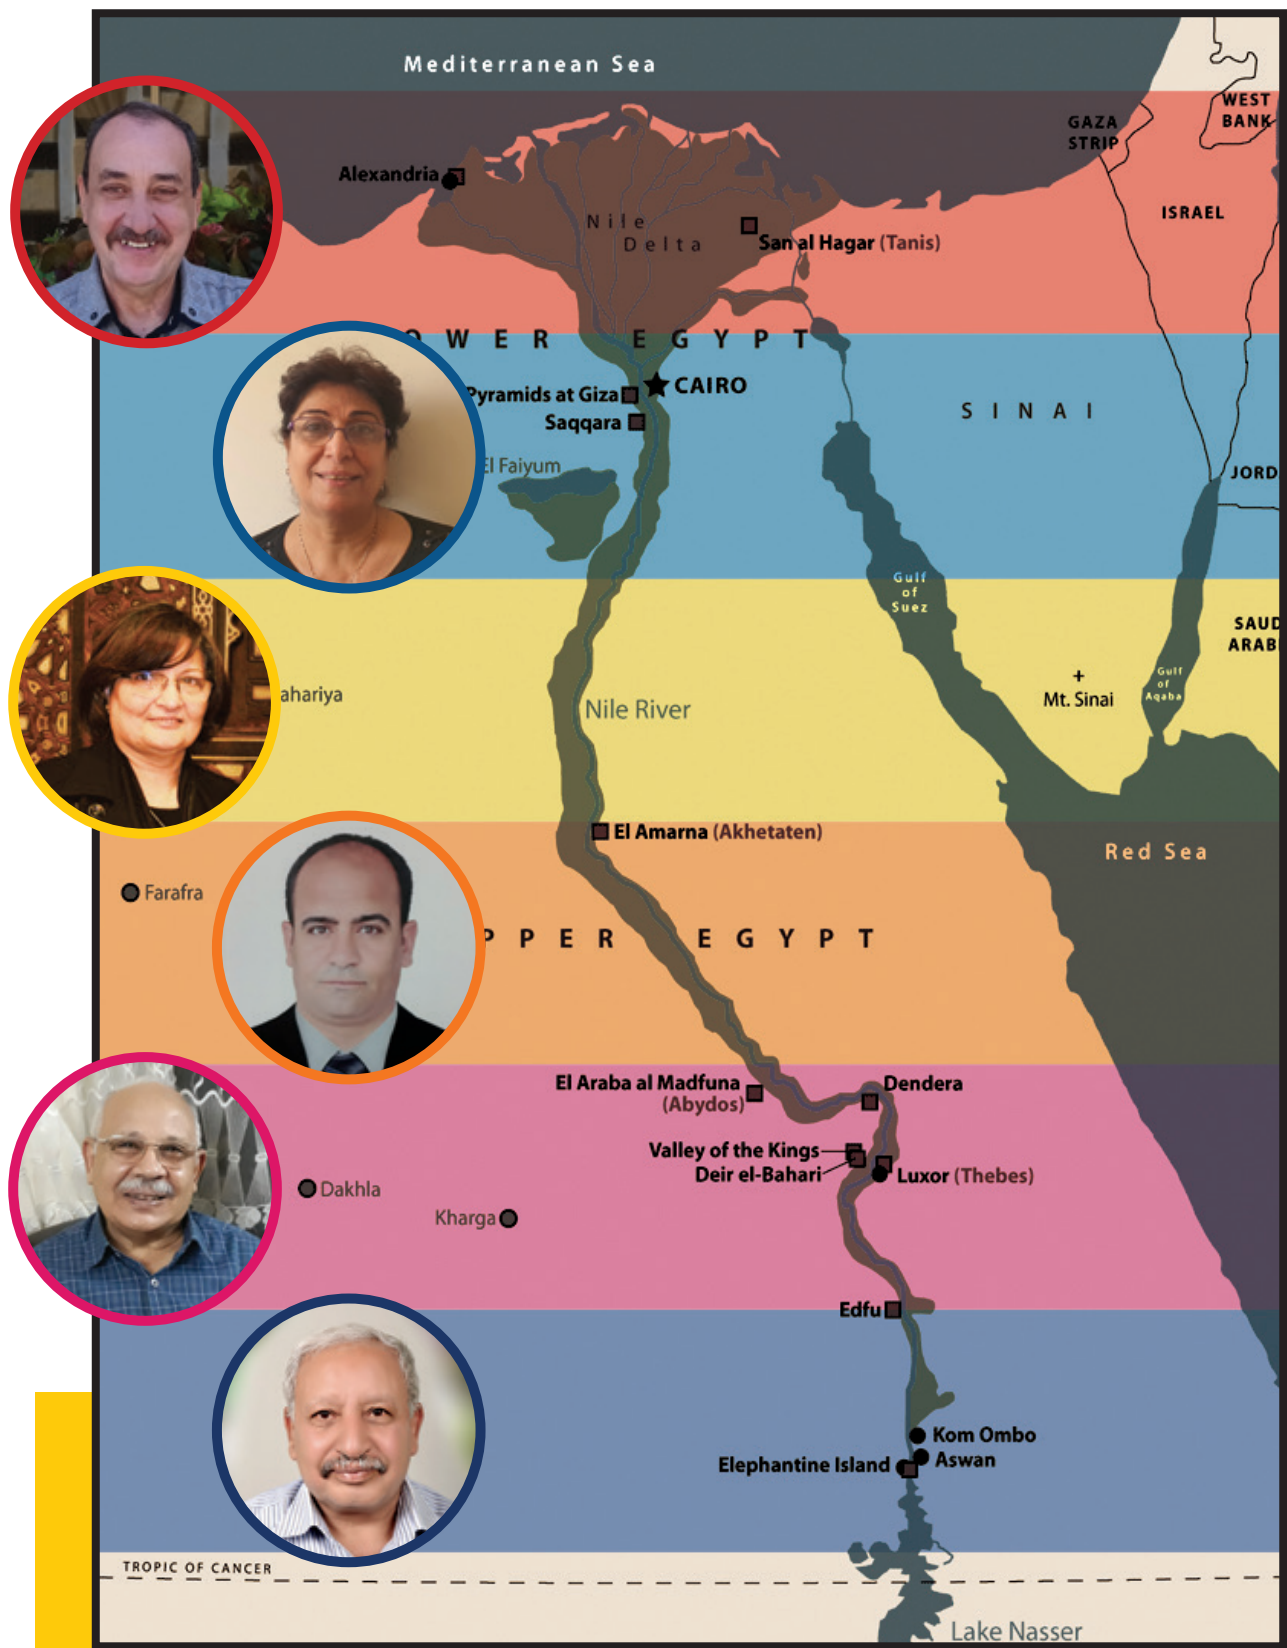 Mediterranean Sea
WEST
BANK
GAZA
STRIP
Alexandria
ISRAEL
Nile
Delta
San al Hagar (Tanis)
OWER EGYPT
CAIRO
Pyramids at Giza
SINAI
Saqqara
El Faiyum
JORD
Gulf
of
Suez
SAUD
ARAB
Gulf
of
Aqaba
ahariya
Mt. Sinai
Nile River
El Amarna (Akhetaten)
Red Sea
Farafra
PPER EGYPT
El Araba al Madfuna
(Abydos)
Dendera
Valley of the Kings
Deir el-Bahari
Luxor (Thebes)
Dakhla
Kharga
Edfu
Kom Ombo
Aswan
Elephantine Island
TROPIC OF CANCER
Lake Nasser